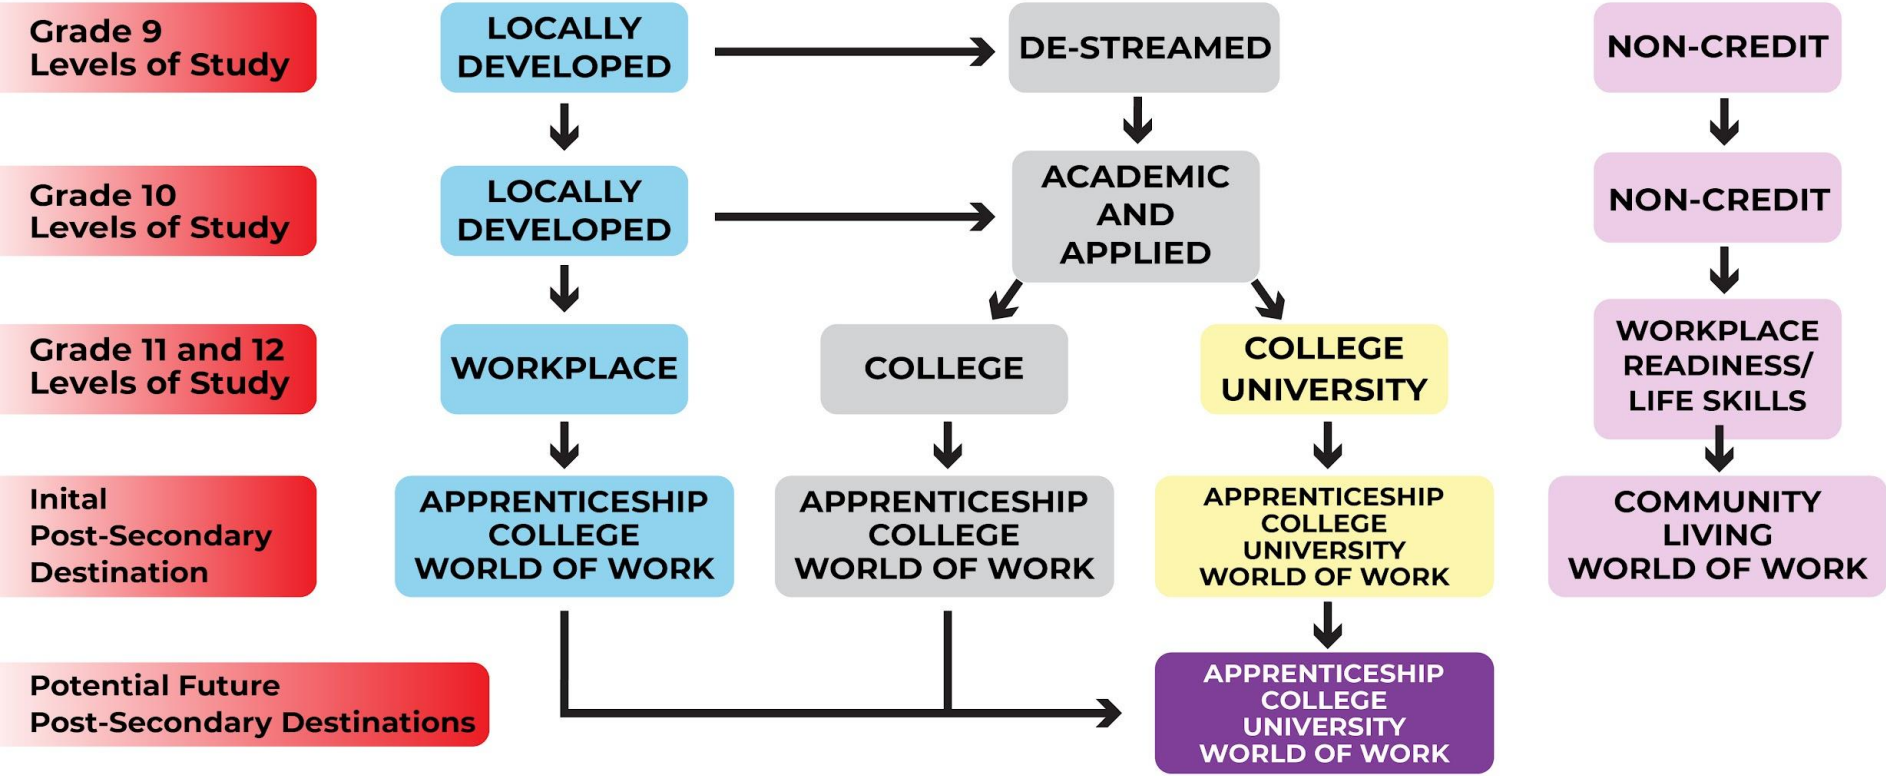 Grade 9
Levels of Study
LOCALLY
DEVELOPED
DE-STREAMED
NON-CREDIT
Grade 10
Levels of Study
LOCALLY
DEVELOPED
ACADEMIC
AND
APPLIED
NON-CREDIT
Grade 11 and 12
Levels of Study
WORKPLACE
COLLEGE
COLLEGE
UNIVERSITY
WORKPLACE
READINESS/
LIFE SKILLS
Inital
Post-Secondary
Destination
APPRENTICESHIP
COLLEGE
WORLD OF WORK
APPRENTICESHIP
COLLEGE
WORLD OF WORK
APPRENTICESHIP
COLLEGE
UNIVERSITY
WORLD OF WORK
COMMUNITY
LIVING
WORLD OF WORK
Potential Future
Post-Secondary Destinations
APPRENTICESHIP
COLLEGE
UNIVERSITY
WORLD OF WORK